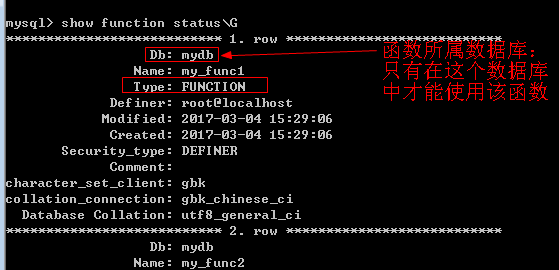 mysql> show function status\G
*************************** 1. row ***************************
Db: mydb
Name: my_func1
Type: FUNCTION
Definer: root@localhost
Modified: 2017-03-04 15:29:06
Created: 2017-03-04 15:29:06
Security_type: DEFINER
Comment:
character_set_client: gbk
collation_connection: gbk_chinese_ci
Database Collation: utf8_general_ci
*************************** 2. row ***************************
Db: mydb
Name: my_func2
函数所属数据库:
只有在这个数据库
中才能使用该函数